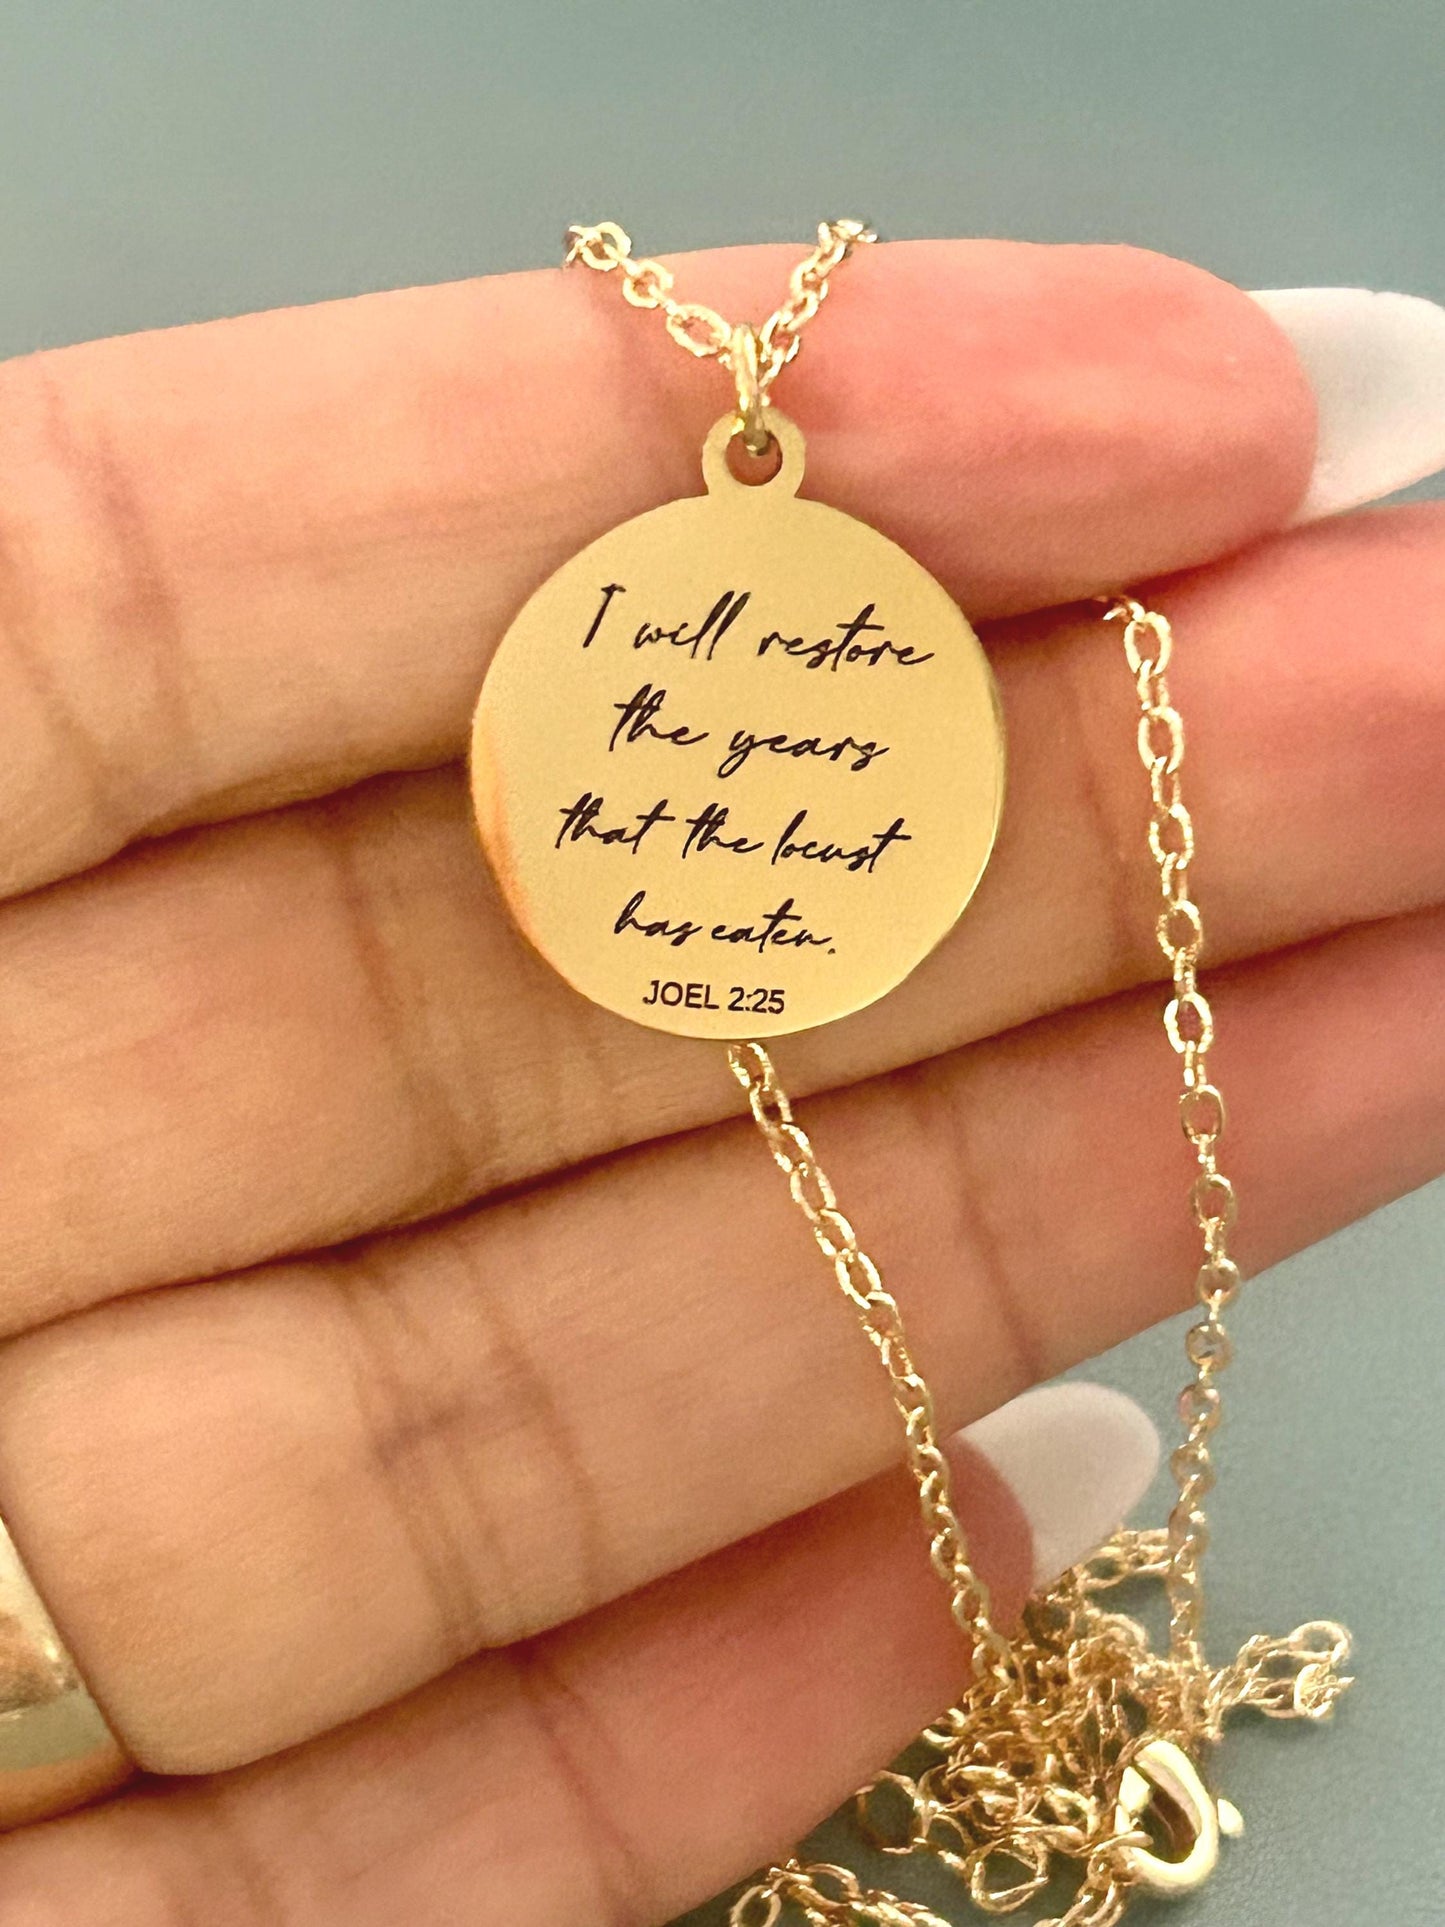 I will restore
the years
that the locust
has eaten.
JOEL 2:25